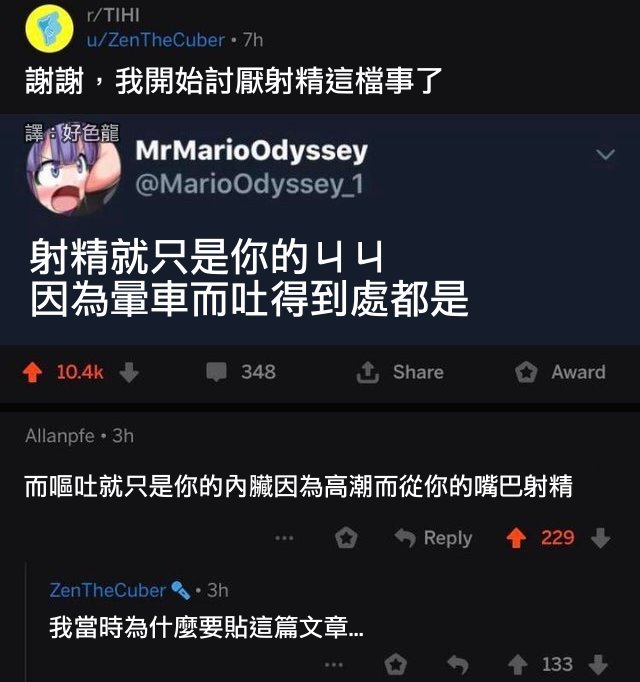 r/TIHI
u/ZenTheCuber • 7h
謝謝，我開始討厭射精這檔事了
譯：好色龍
MrMarioOdyssey
@MarioOdyssey_1
射精就只是你的ㄐㄐ
因為暈車而吐得到處都是
10.4k 348 Share Award
Allanpfe • 3h
而嘔吐就只是你的內臟因為高潮而從你的嘴巴射精
... Reply 229
ZenTheCuber • 3h
我當時為什麼要貼這篇文章...
... 133